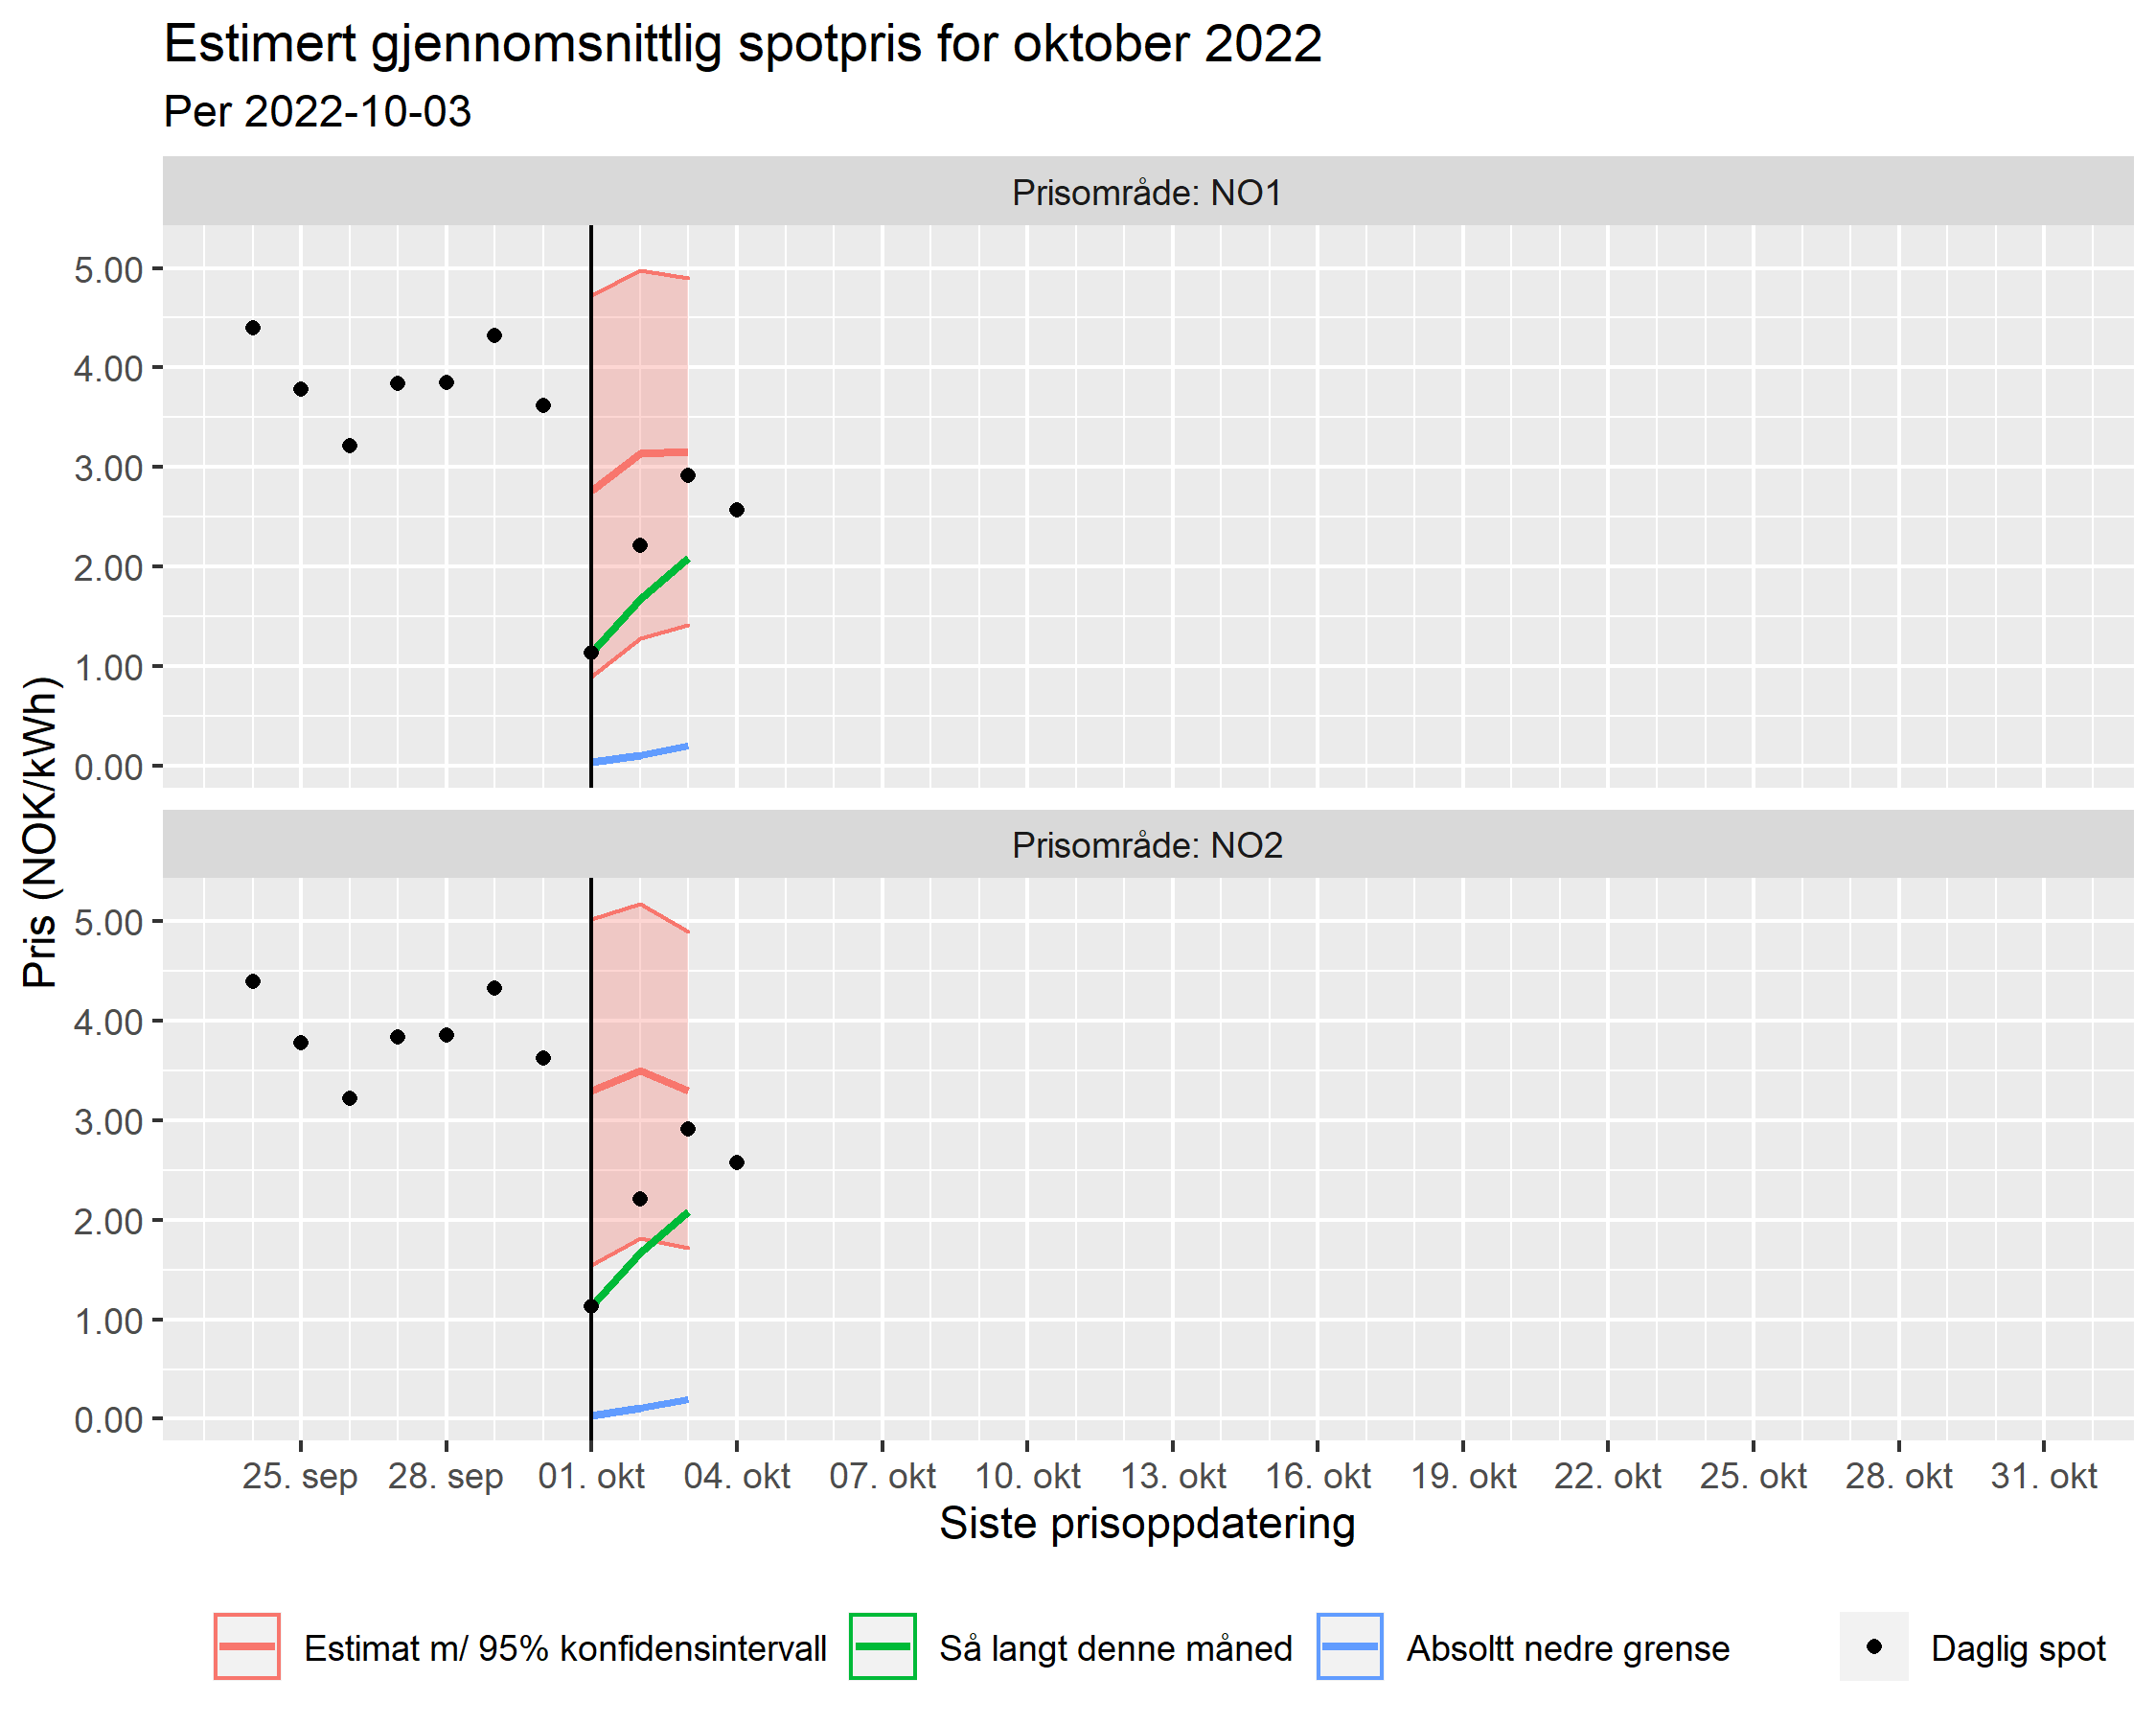 Estimert gjennomsnittlig spotpris for oktober 2022
Per 2022-10-03
Prisområde: NO1
5.00
4.00
3.00
2.00
1.00
0.00
Pris (NOK/kWh)
Prisområde: NO2
5.00
4.00
3.00
2.00
1.00
0.00
25. sep 28. sep 01. okt 04. okt 07. okt 10. okt 13. okt 16. okt 19. okt 22. okt 25. okt 28. okt 31. okt
Siste prisoppdatering
Estimat m/ 95% konfidensintervall Så langt denne måned Absoltt nedre grense Daglig spot